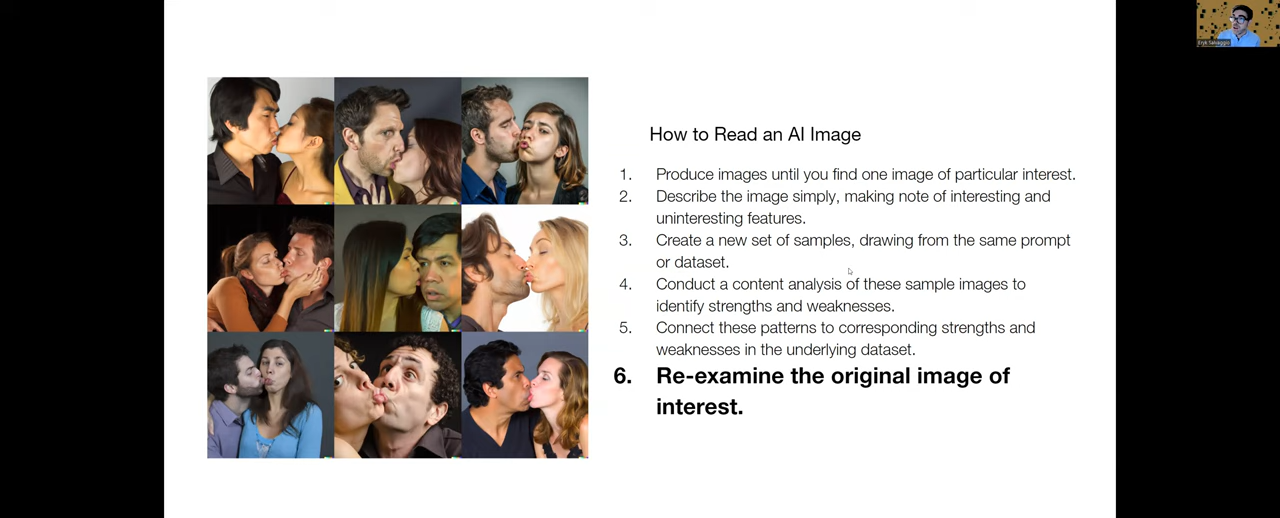 Eryk Salvaggio
How to Read an AI Image
1. Produce images until you find one image of particular interest.
2. Describe the image simply, making note of interesting and
uninteresting features.
3. Create a new set of samples, drawing from the same prompt
or dataset.
4. Conduct a content analysis of these sample images to
identify strengths and weaknesses.
5. Connect these patterns to corresponding strengths and
weaknesses in the underlying dataset.
6. Re-examine the original image of
interest.